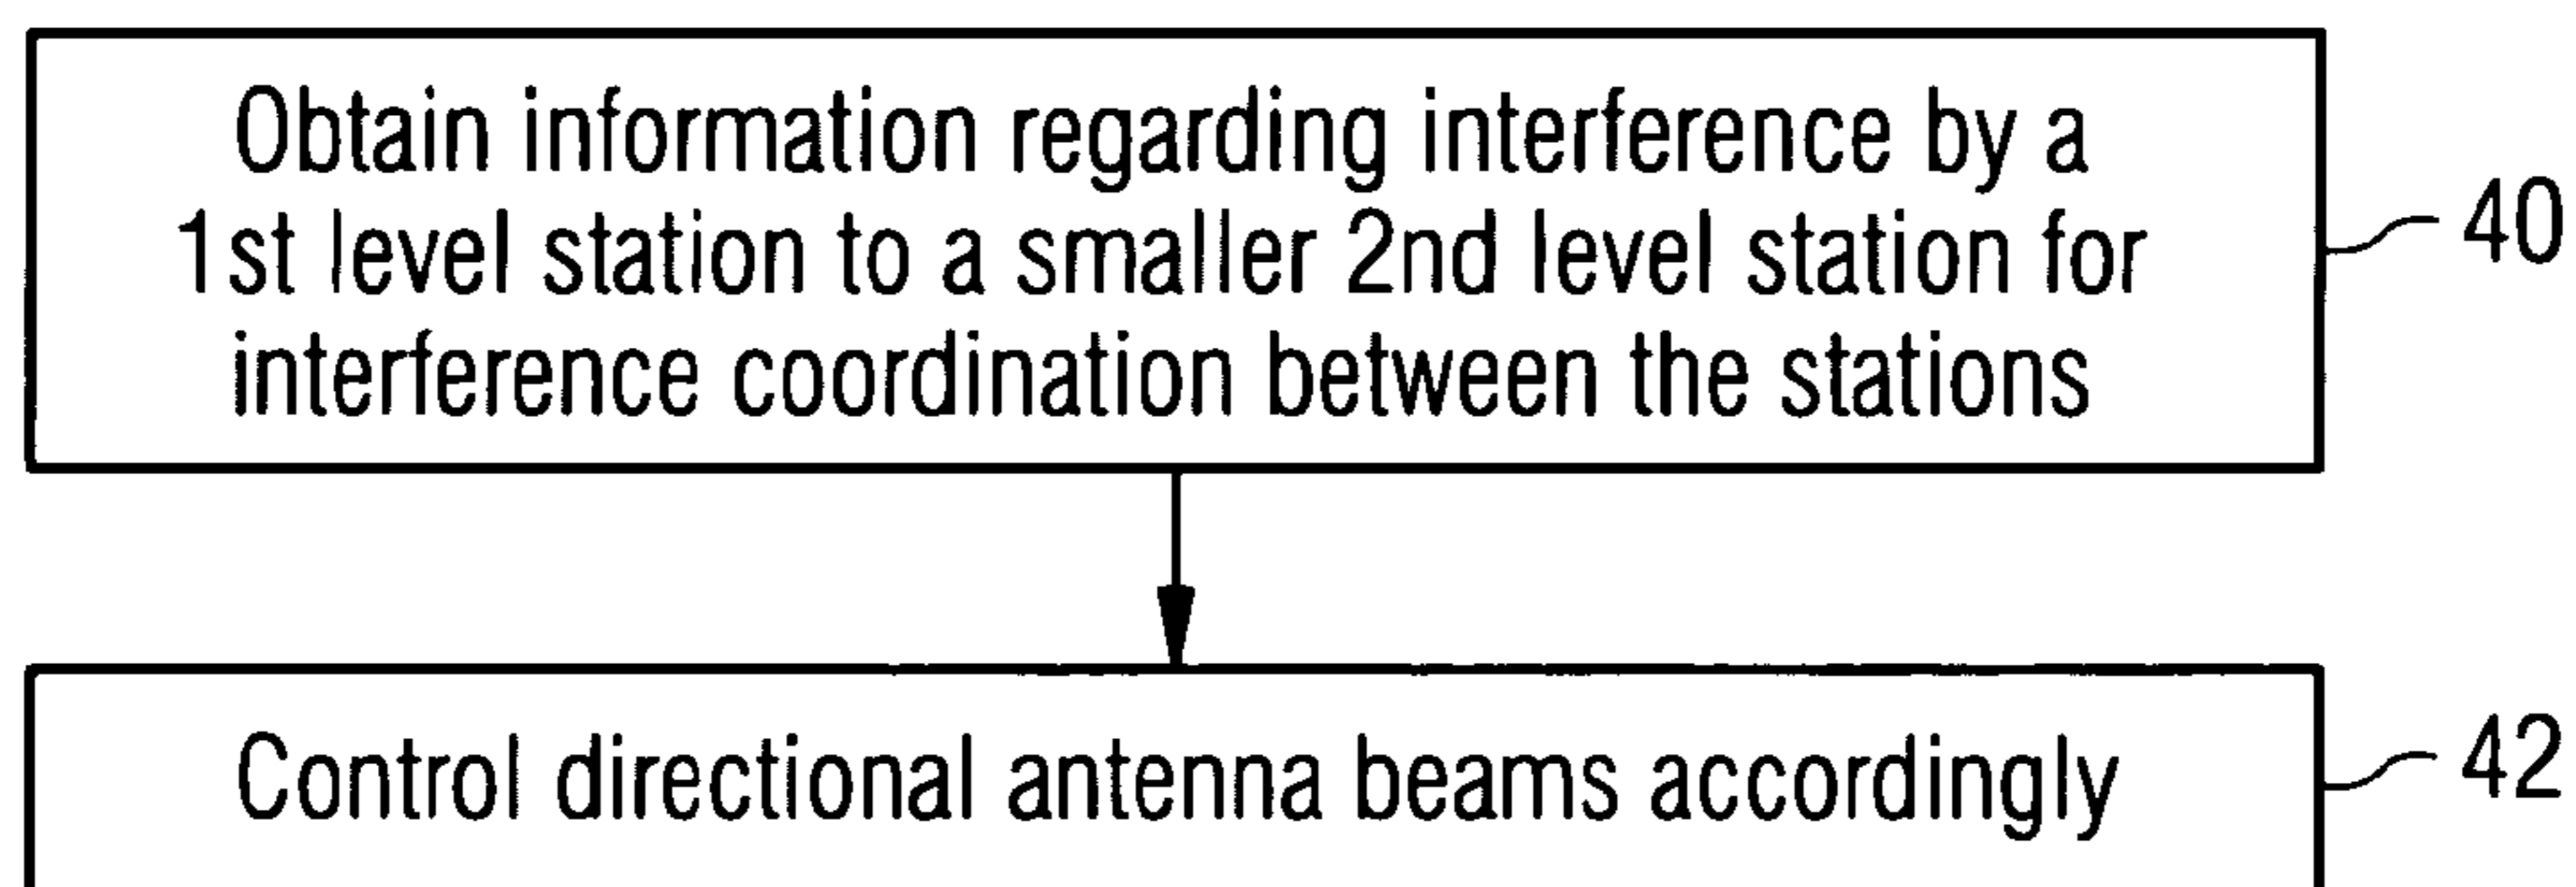 Obtain information regarding interference by a
1st level station to a smaller 2nd level station for
interference coordination between the stations
40
Control directional antenna beams accordingly
42